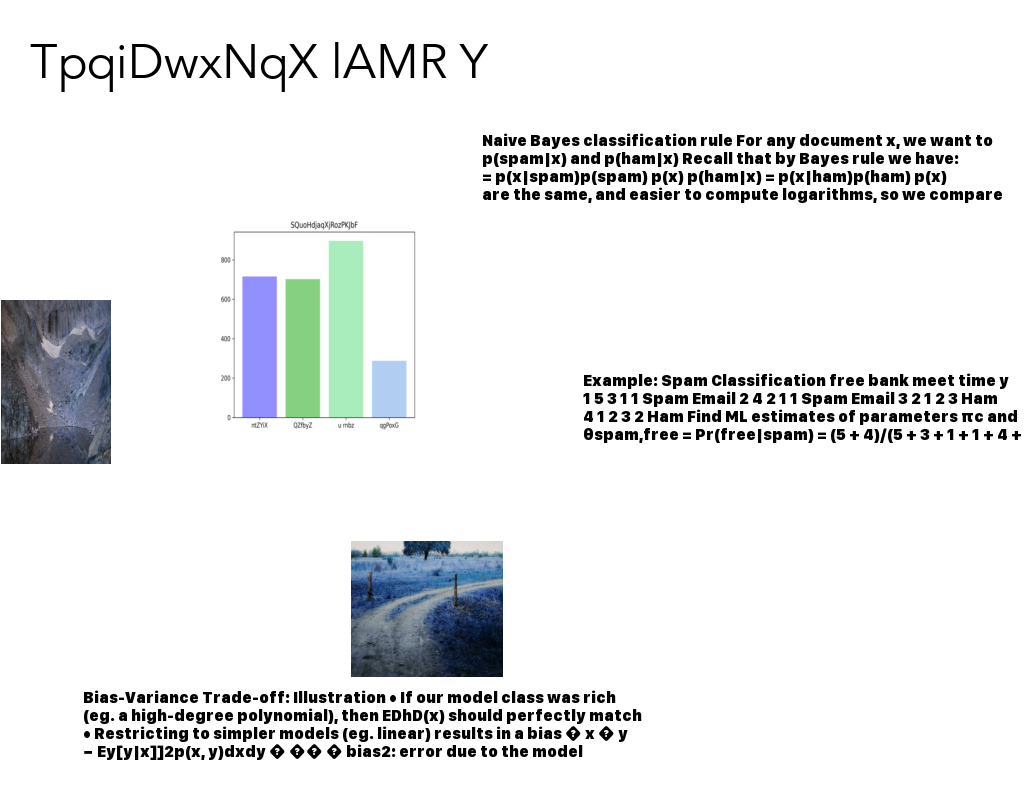 TpqiDwxNqX lAMR Y
Naive Bayes classification rule For any document x, we want to
p(spam|x) and p(ham|x) Recall that by Bayes rule we have:
= p(x|spam)p(spam) p(x) p(ham|x) = p(x|ham)p(ham) p(x)
are the same, and easier to compute logarithms, so we compare
SQuoHdjaqXjRozPKJbF
800
600
400
200
0
ntZYiX QZfbyZ u mbz qgPoxG
Example: Spam Classification free bank meet time y
1 5 3 1 1 Spam Email 2 4 2 1 1 Spam Email 3 2 1 2 3 Ham
4 1 2 3 2 Ham Find ML estimates of parameters πc and
θspam,free = Pr(free|spam) = (5 + 4)/(5 + 3 + 1 + 1 + 4 +
Bias-Variance Trade-off: Illustration • If our model class was rich
(eg. a high-degree polynomial), then EDhD(x) should perfectly match
• Restricting to simpler models (eg. linear) results in a bias � x � y
− Ey[y|x]]2p(x, y)dxdy � �� � bias2: error due to the model